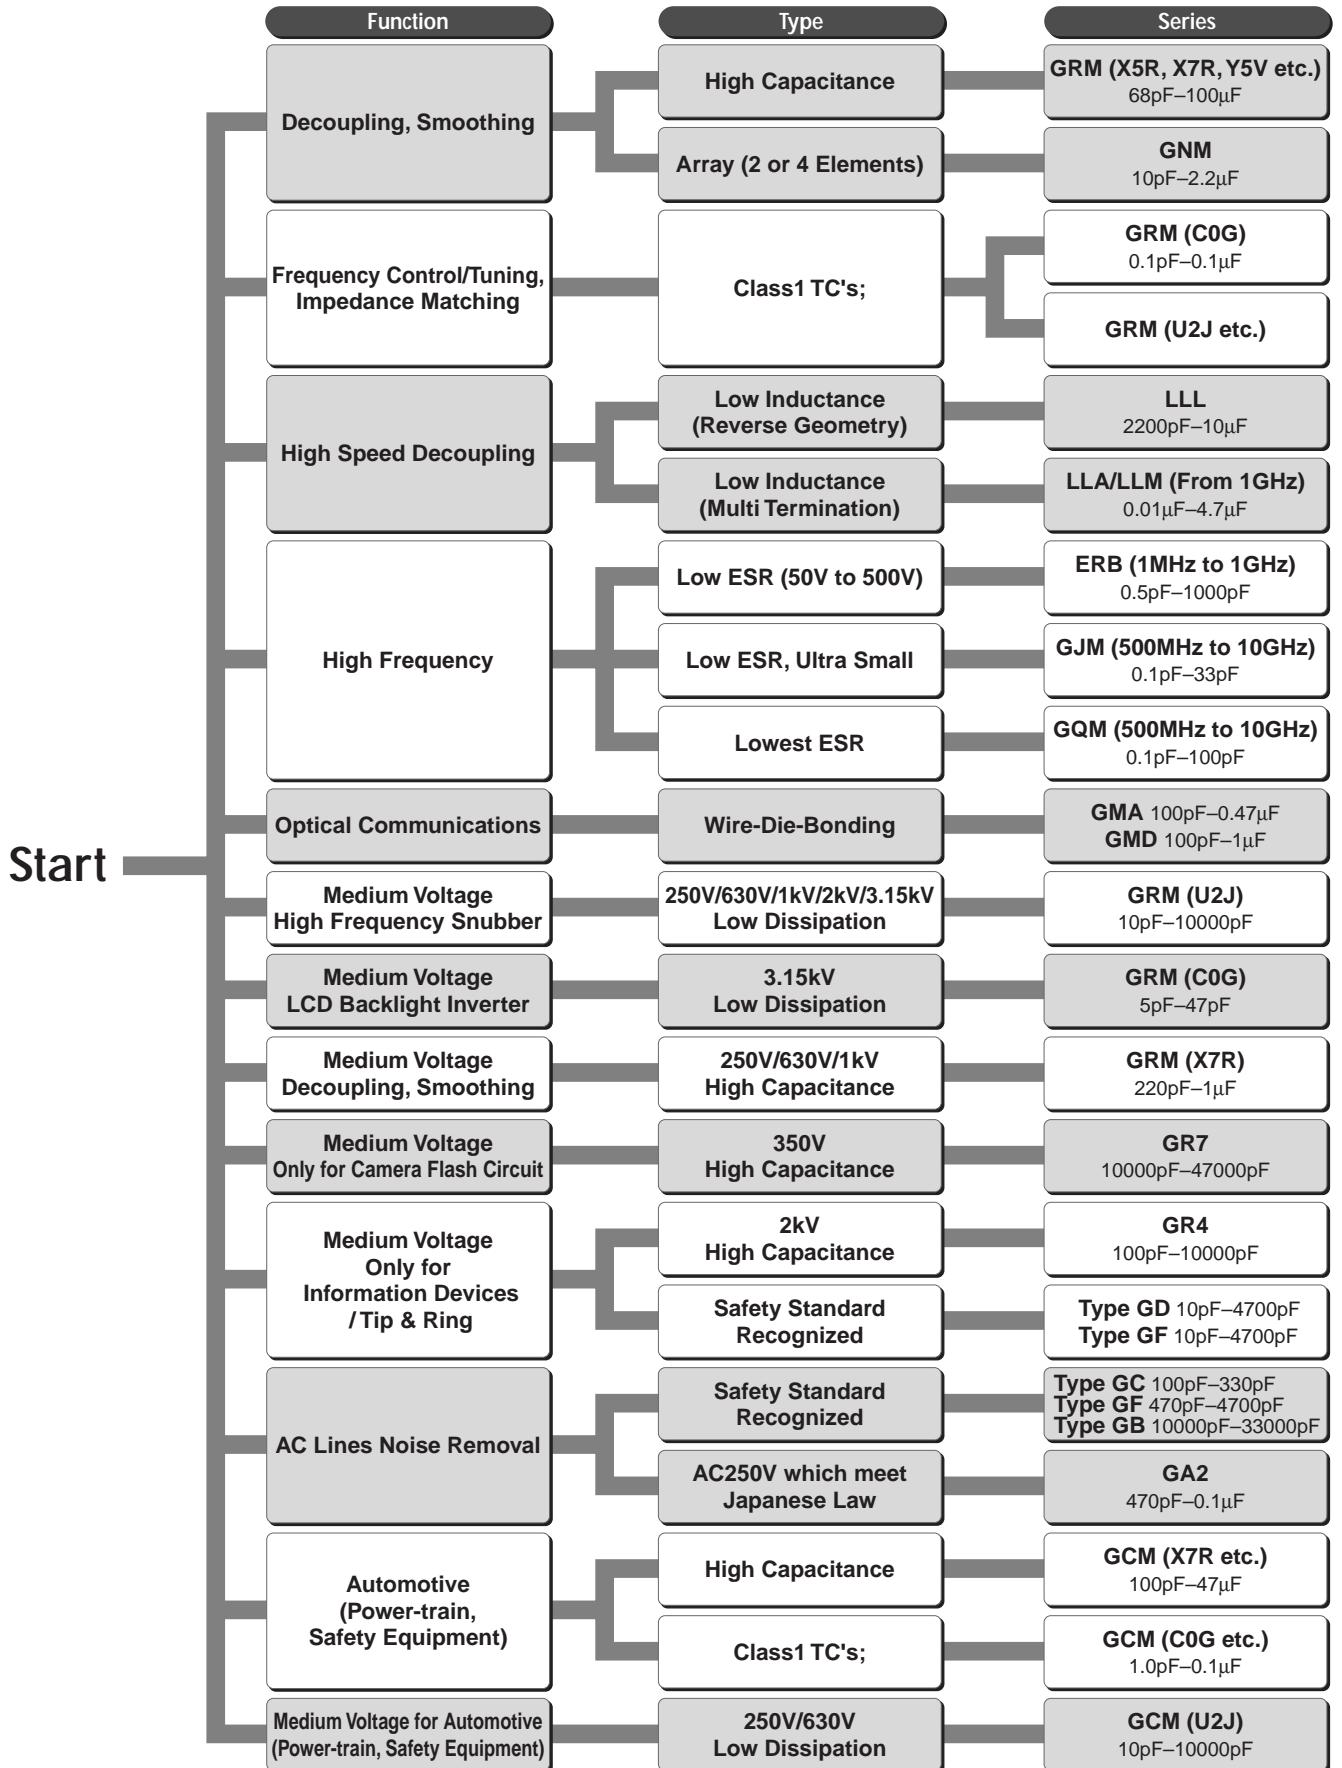 Function
Type
Series
Start
Decoupling, Smoothing
High Capacitance
GRM (X5R, X7R, Y5V etc.)
68pF–100μF
Array (2 or 4 Elements)
GNM
10pF–2.2μF
Frequency Control/Tuning,
Impedance Matching
Class1 TC's;
GRM (C0G)
0.1pF–0.1μF
GRM (U2J etc.)
High Speed Decoupling
Low Inductance
(Reverse Geometry)
LLL
2200pF–10μF
Low Inductance
(Multi Termination)
LLA/LLM (From 1GHz)
0.01μF–4.7μF
High Frequency
Low ESR (50V to 500V)
ERB (1MHz to 1GHz)
0.5pF–1000pF
Low ESR, Ultra Small
GJM (500MHz to 10GHz)
0.1pF–33pF
Lowest ESR
GQM (500MHz to 10GHz)
0.1pF–100pF
Optical Communications
Wire-Die-Bonding
GMA 100pF–0.47μF
GMD 100pF–1μF
Medium Voltage
High Frequency Snubber
250V/630V/1kV/2kV/3.15kV
Low Dissipation
GRM (U2J)
10pF–10000pF
Medium Voltage
LCD Backlight Inverter
3.15kV
Low Dissipation
GRM (C0G)
5pF–47pF
Medium Voltage
Decoupling, Smoothing
250V/630V/1kV
High Capacitance
GRM (X7R)
220pF–1μF
Medium Voltage
Only for Camera Flash Circuit
350V
High Capacitance
GR7
10000pF–47000pF
Medium Voltage
Only for
Information Devices
/ Tip & Ring
2kV
High Capacitance
GR4
100pF–10000pF
Safety Standard
Recognized
Type GD 10pF–4700pF
Type GF 10pF–4700pF
AC Lines Noise Removal
Safety Standard
Recognized
Type GC 100pF–330pF
Type GF 470pF–4700pF
Type GB 10000pF–33000pF
AC250V which meet
Japanese Law
GA2
470pF–0.1μF
Automotive
(Power-train,
Safety Equipment)
High Capacitance
GCM (X7R etc.)
100pF–47μF
Class1 TC's;
GCM (C0G etc.)
1.0pF–0.1μF
Medium Voltage for Automotive
(Power-train, Safety Equipment)
250V/630V
Low Dissipation
GCM (U2J)
10pF–10000pF